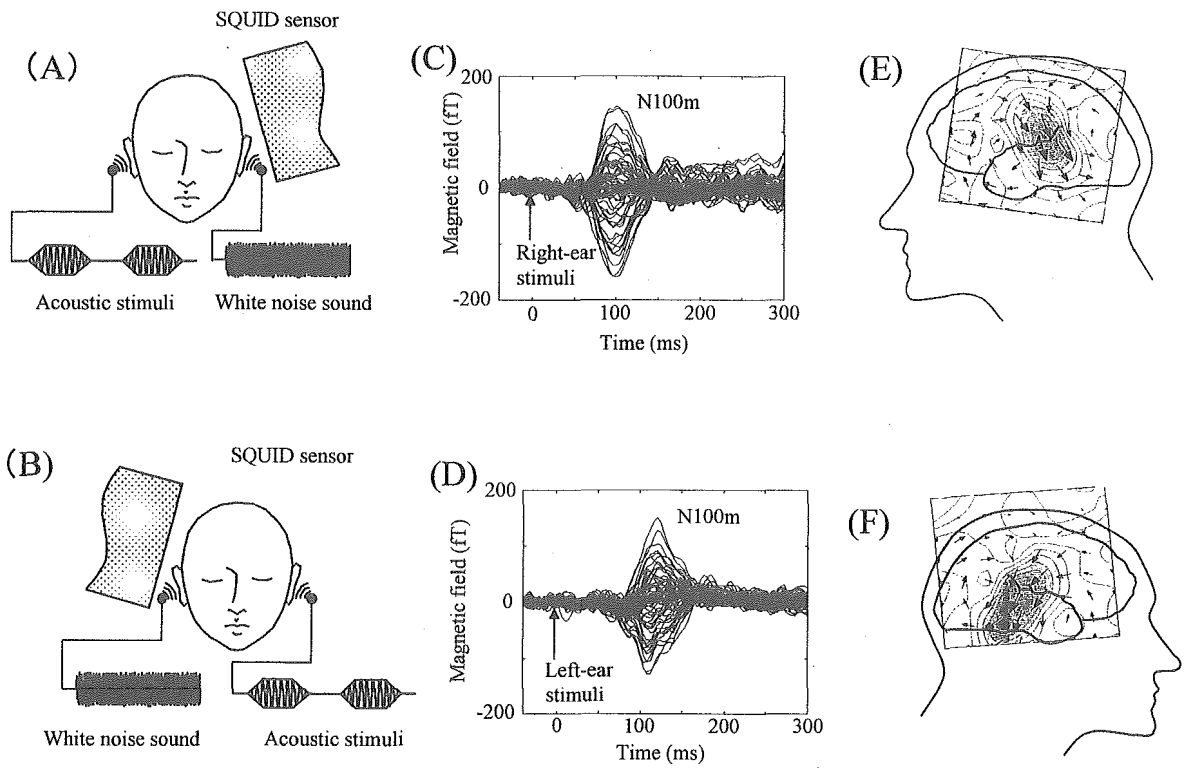 SQUID sensor
(A)
Acoustic stimuli
White noise sound
(C)
200
0
-200
Magnetic field (fT)
N100m
Right-ear
stimuli
0
100
200
300
Time (ms)
(E)
(B)
SQUID sensor
White noise sound
Acoustic stimuli
(D)
200
0
-200
Magnetic field (fT)
N100m
Left-ear
stimuli
0
100
200
300
Time (ms)
(F)